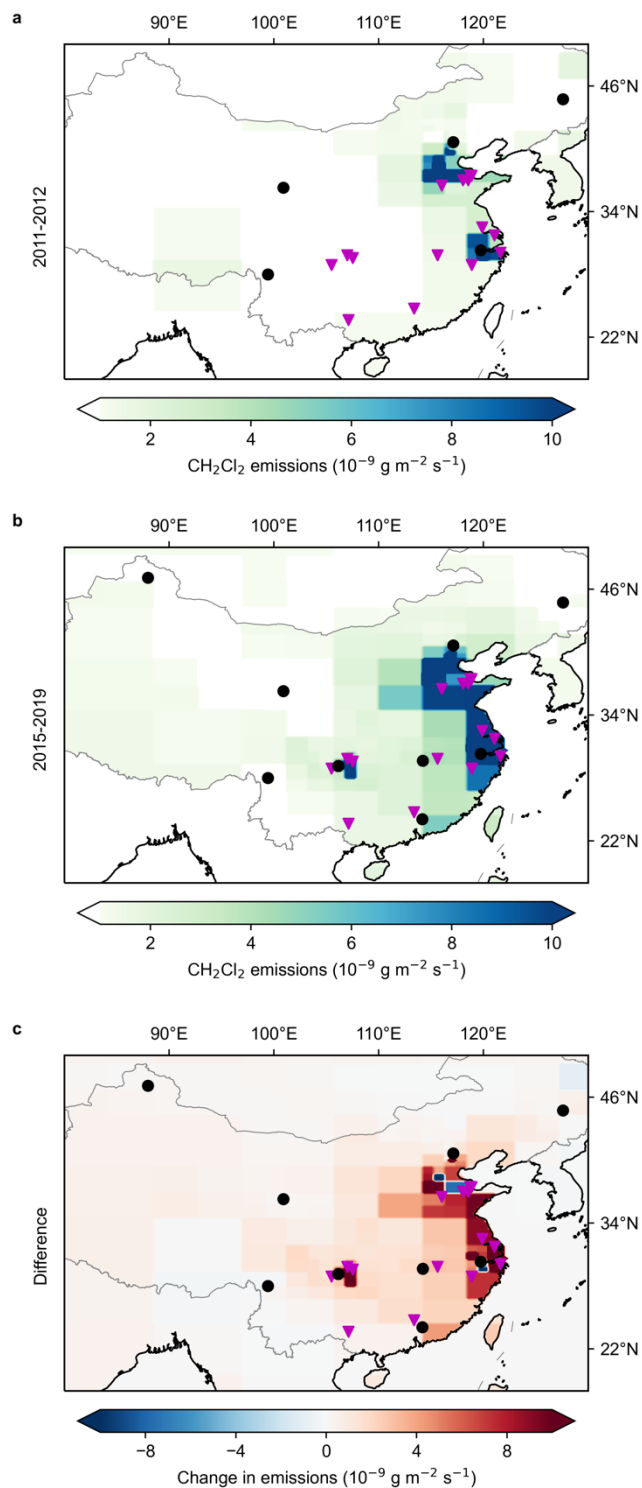 a
90°E 100°E 110°E 120°E
46°N
34°N
22°N
2011-2012
2 4 6 8 10
CH₂Cl₂ emissions (10⁻⁹ g m⁻² s⁻¹)
b
90°E 100°E 110°E 120°E
46°N
34°N
22°N
2015-2019
2 4 6 8 10
CH₂Cl₂ emissions (10⁻⁹ g m⁻² s⁻¹)
c
90°E 100°E 110°E 120°E
46°N
34°N
22°N
Difference
−8 −4 0 4 8
Change in emissions (10⁻⁹ g m⁻² s⁻¹)